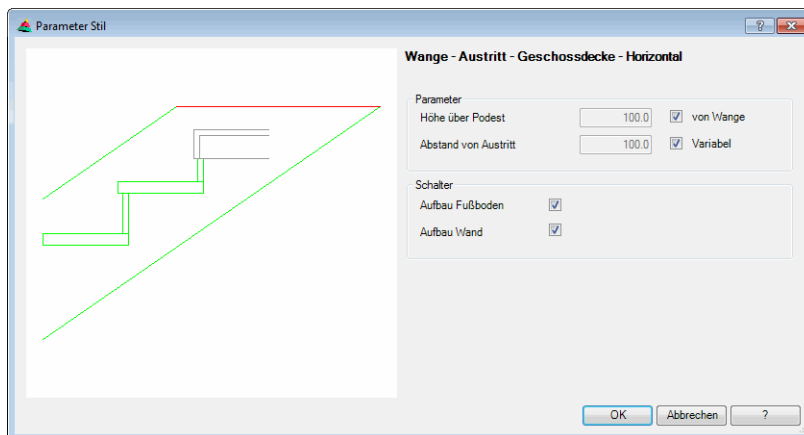 Parameter Stil
?
Wange - Austritt - Geschossdecke - Horizontal
Parameter
Höhe über Podest 100.0 von Wange
Abstand von Austritt 100.0 Variabel
Schalter
Aufbau Fußboden
Aufbau Wand
OK Abbrechen ?